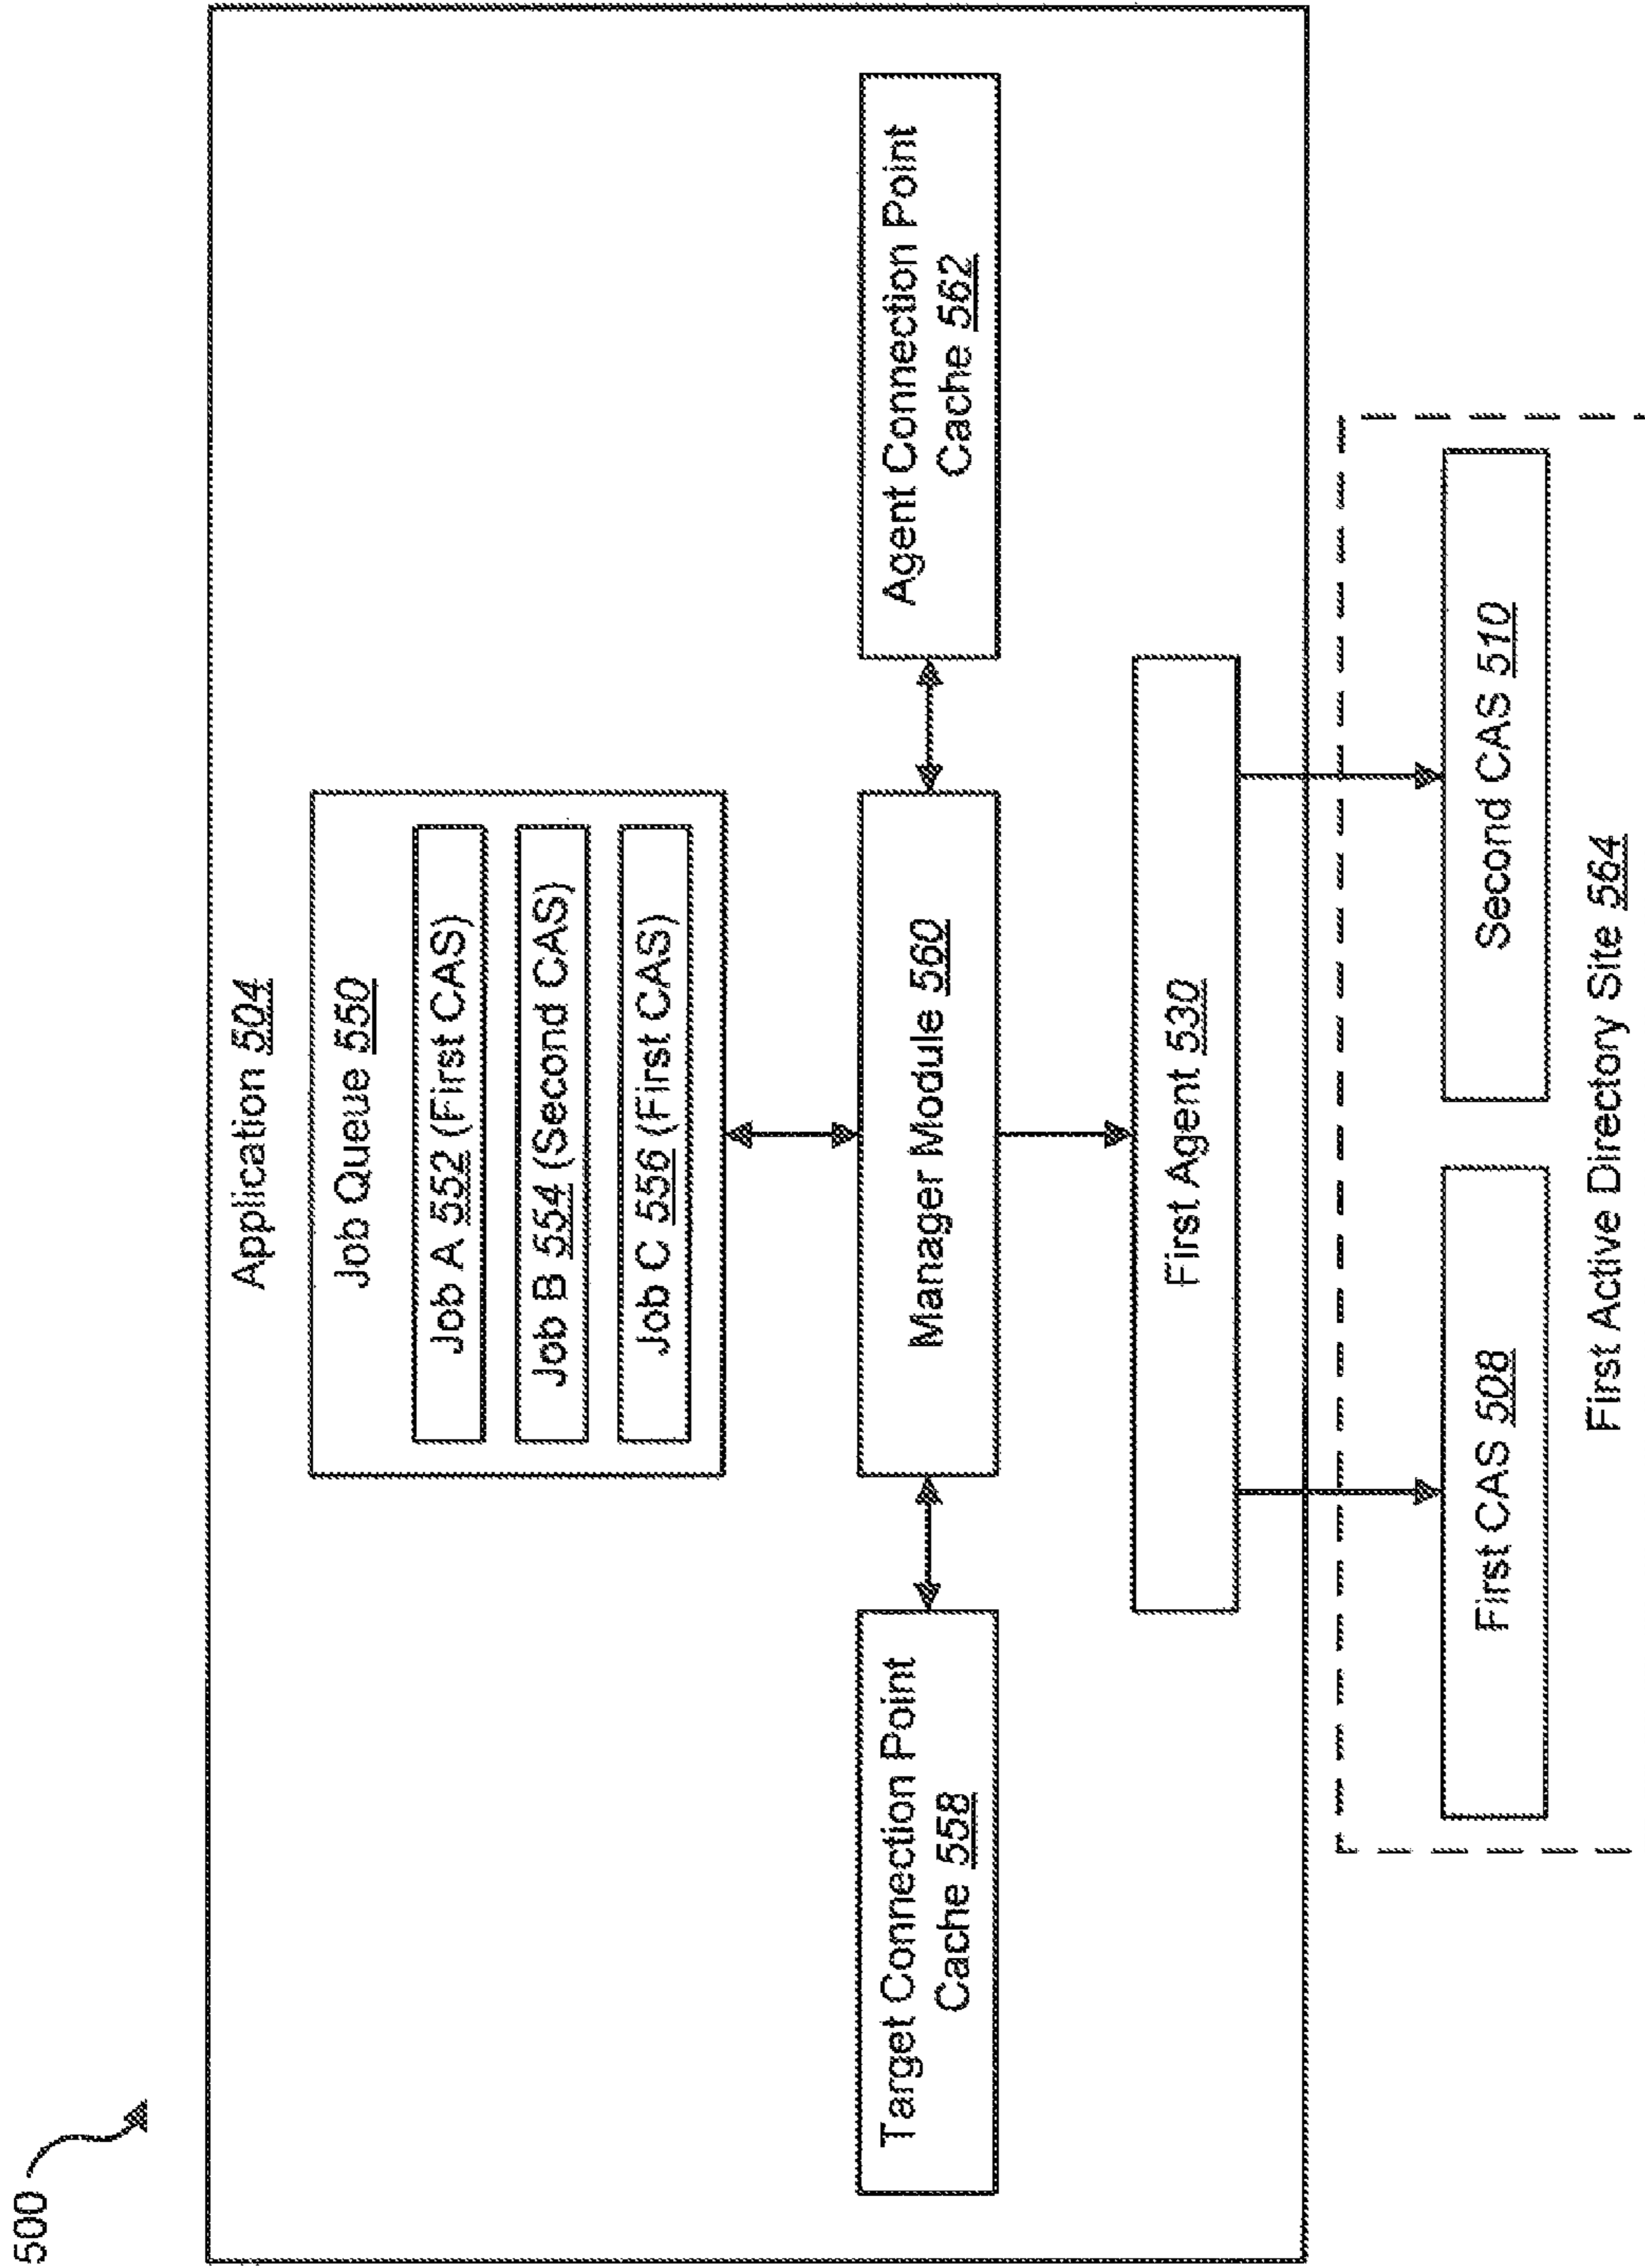 500
Application 504
Job Queue 550
Job A 552 (First CAS)
Job B 554 (Second CAS)
Job C 556 (First CAS)
Target Connection Point
Cache 558
Manager Module 560
Agent Connection Point
Cache 562
First Agent 530
First CAS 508
Second CAS 510
First Active Directory Site 564